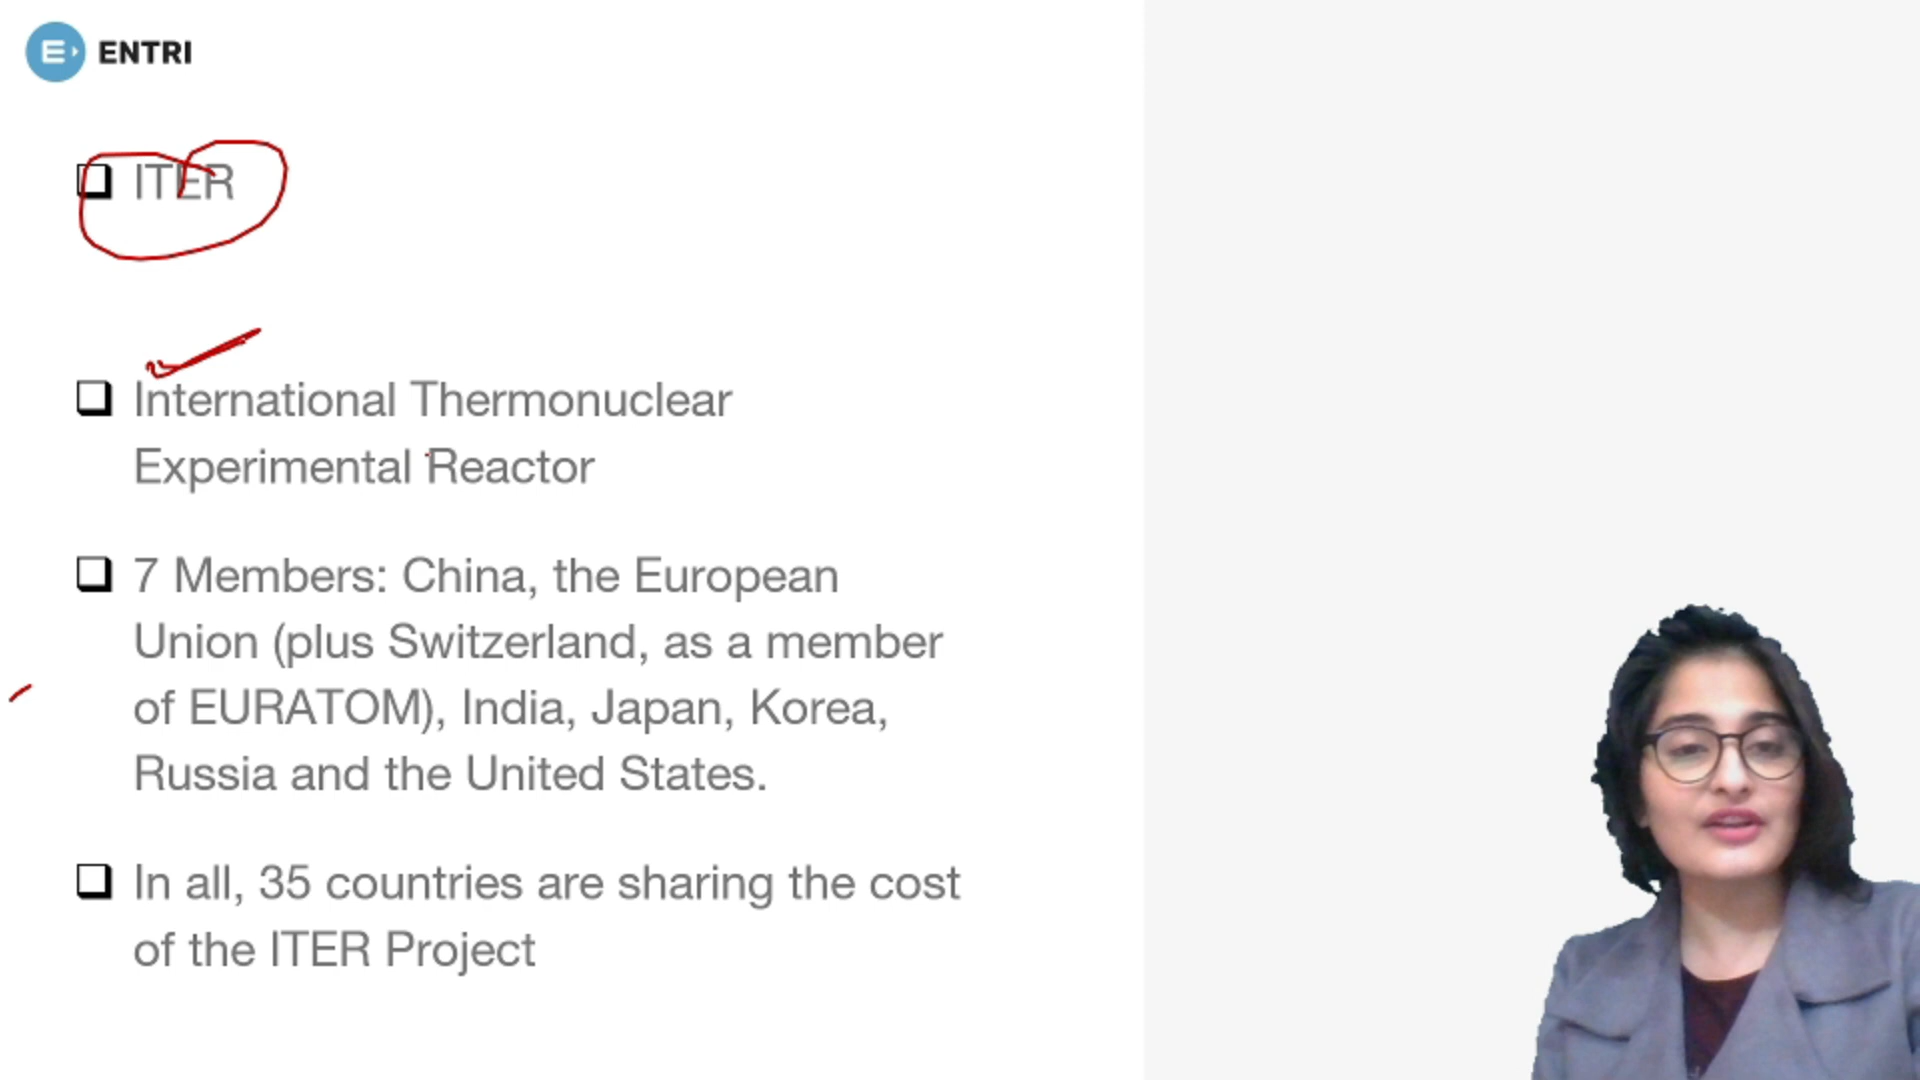 ENTRI
ITER
International Thermonuclear
Experimental Reactor
7 Members: China, the European
Union (plus Switzerland, as a member
of EURATOM), India, Japan, Korea,
Russia and the United States.
In all, 35 countries are sharing the cost
of the ITER Project